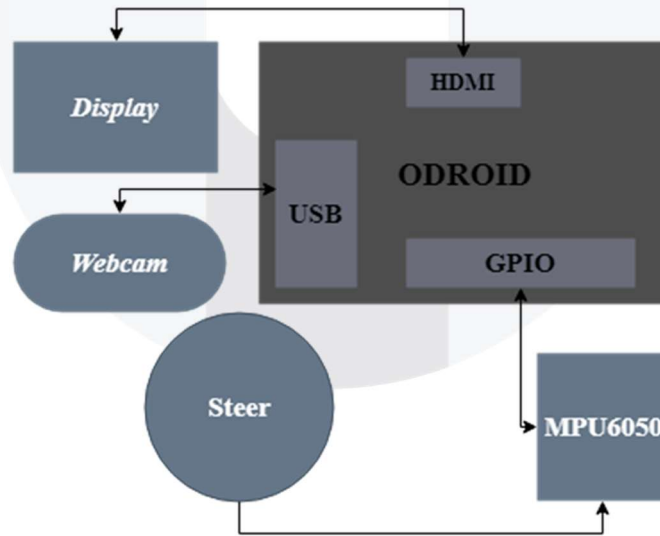 HDMI
Display
ODROID
USB
Webcam
GPIO
Steer
MPU6050